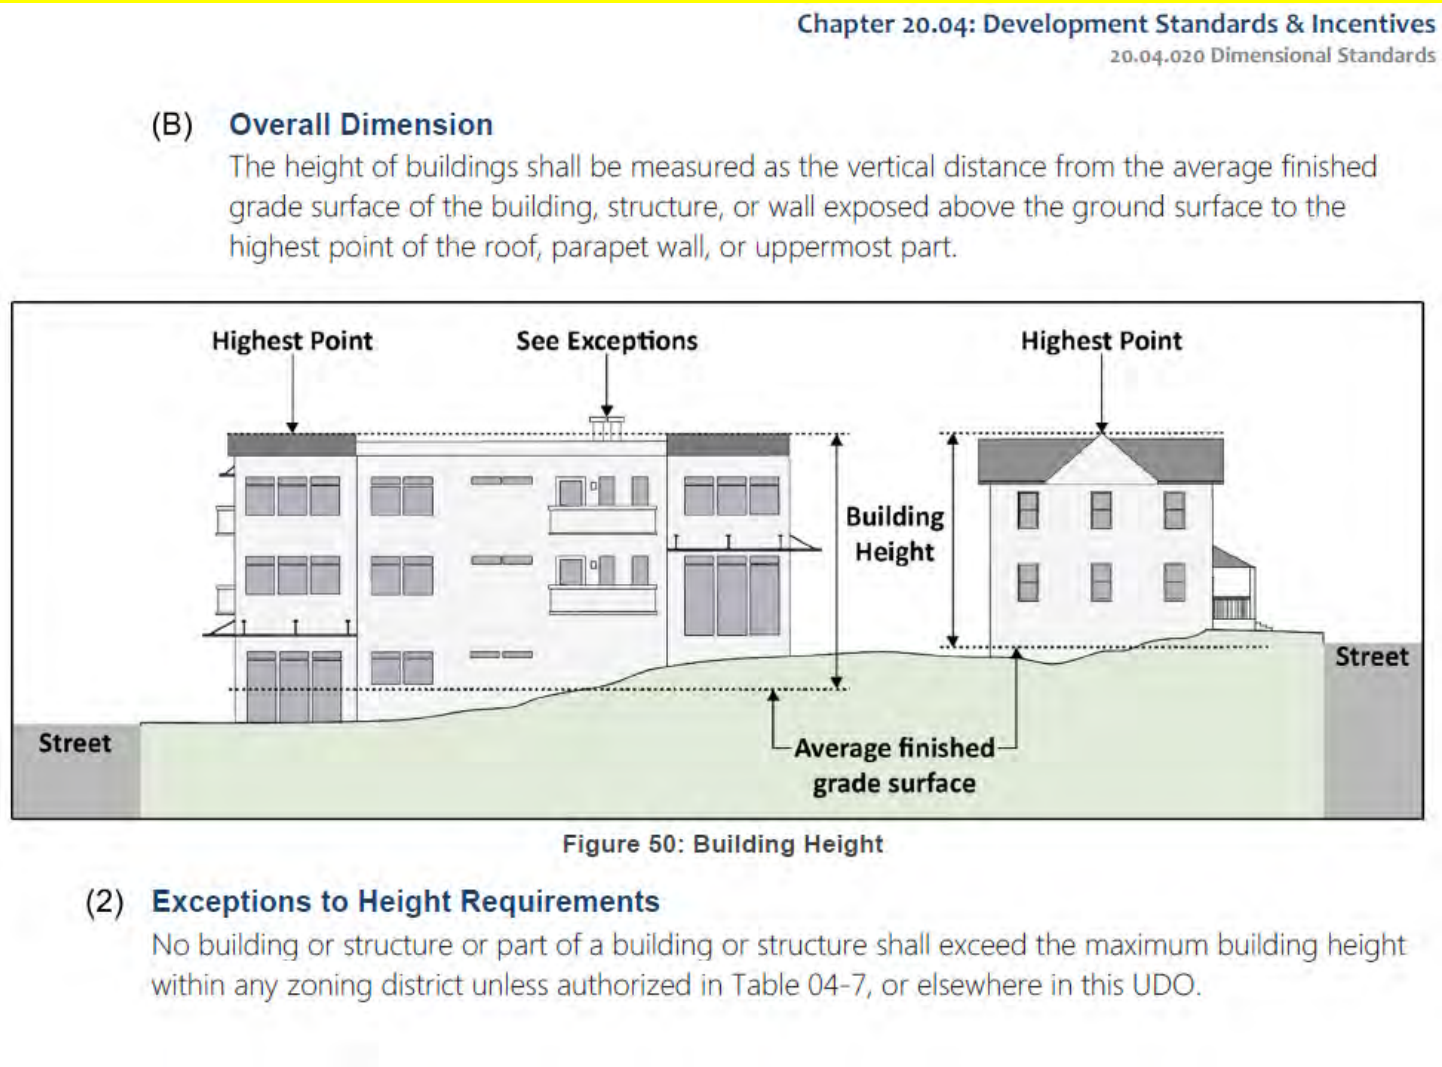 Chapter 20.04: Development Standards & Incentives
20.04.020 Dimensional Standards
(B) Overall Dimension
The height of buildings shall be measured as the vertical distance from the average finished
grade surface of the building, structure, or wall exposed above the ground surface to the
highest point of the roof, parapet wall, or uppermost part.
Highest Point
See Exceptions
Highest Point
Building
Height
Street
Street
Average finished
grade surface
Figure 50: Building Height
(2) Exceptions to Height Requirements
No building or structure or part of a building or structure shall exceed the maximum building height
within any zoning district unless authorized in Table 04-7, or elsewhere in this UDO.